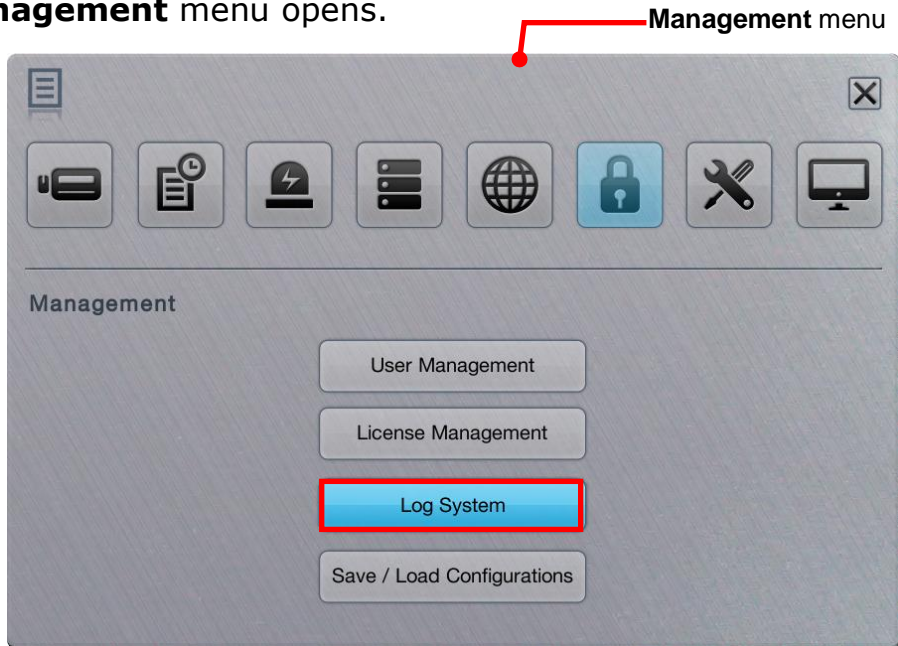 nagement menu opens.
Management menu
Management
User Management
License Management
Log System
Save / Load Configurations